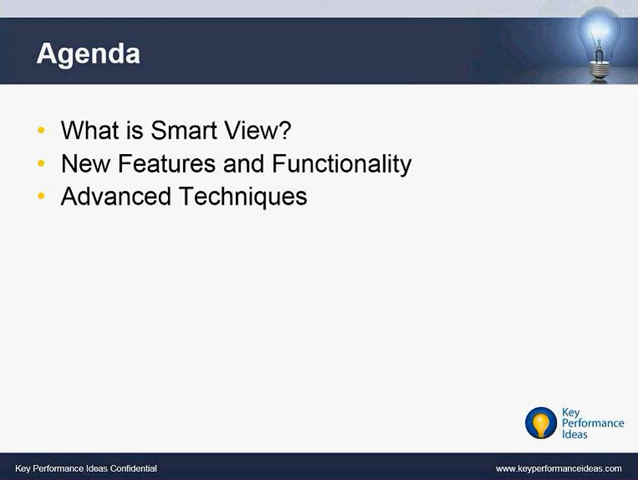 Agenda
• What is Smart View?
• New Features and Functionality
• Advanced Techniques
Key
Performance
Ideas
Key Performance Ideas Confidential
www.keyperformanceideas.com